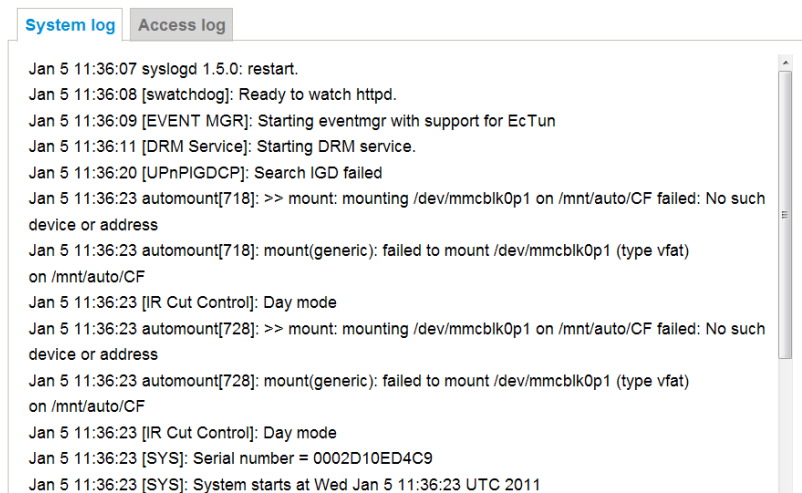 System log Access log
Jan 5 11:36:07 syslogd 1.5.0: restart.
Jan 5 11:36:08 [swatchdog]: Ready to watch httpd.
Jan 5 11:36:09 [EVENT MGR]: Starting eventmgr with support for EcTun
Jan 5 11:36:11 [DRM Service]: Starting DRM service.
Jan 5 11:36:20 [UPnPIGDCP]: Search IGD failed
Jan 5 11:36:23 automount[718]: >> mount: mounting /dev/mmcblk0p1 on /mnt/auto/CF failed: No such
device or address
Jan 5 11:36:23 automount[718]: mount(generic): failed to mount /dev/mmcblk0p1 (type vfat)
on /mnt/auto/CF
Jan 5 11:36:23 [IR Cut Control]: Day mode
Jan 5 11:36:23 automount[728]: >> mount: mounting /dev/mmcblk0p1 on /mnt/auto/CF failed: No such
device or address
Jan 5 11:36:23 automount[728]: mount(generic): failed to mount /dev/mmcblk0p1 (type vfat)
on /mnt/auto/CF
Jan 5 11:36:23 [IR Cut Control]: Day mode
Jan 5 11:36:23 [SYS]: Serial number = 0002D10ED4C9
Jan 5 11:36:23 [SYS]: System starts at Wed Jan 5 11:36:23 UTC 2011